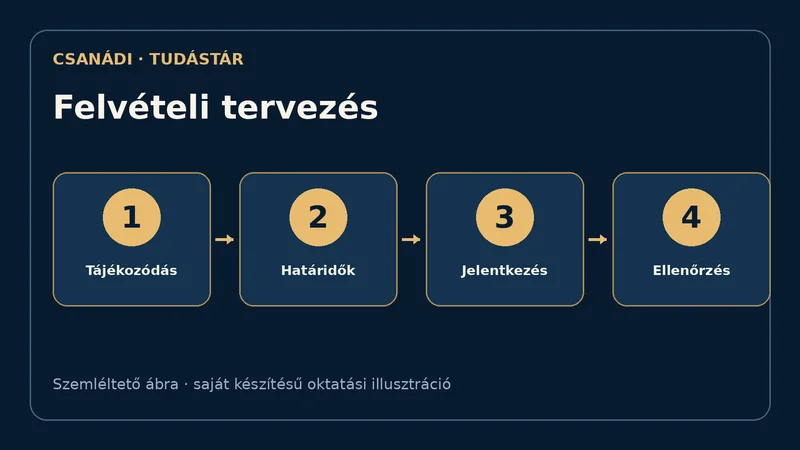 CSANÁDI · TUDÁSTÁR
Felvételi tervezés
1
Tájékozódás
2
Határidők
3
Jelentkezés
4
Ellenőrzés
Szemléltető ábra · saját készítésű oktatási illusztráció